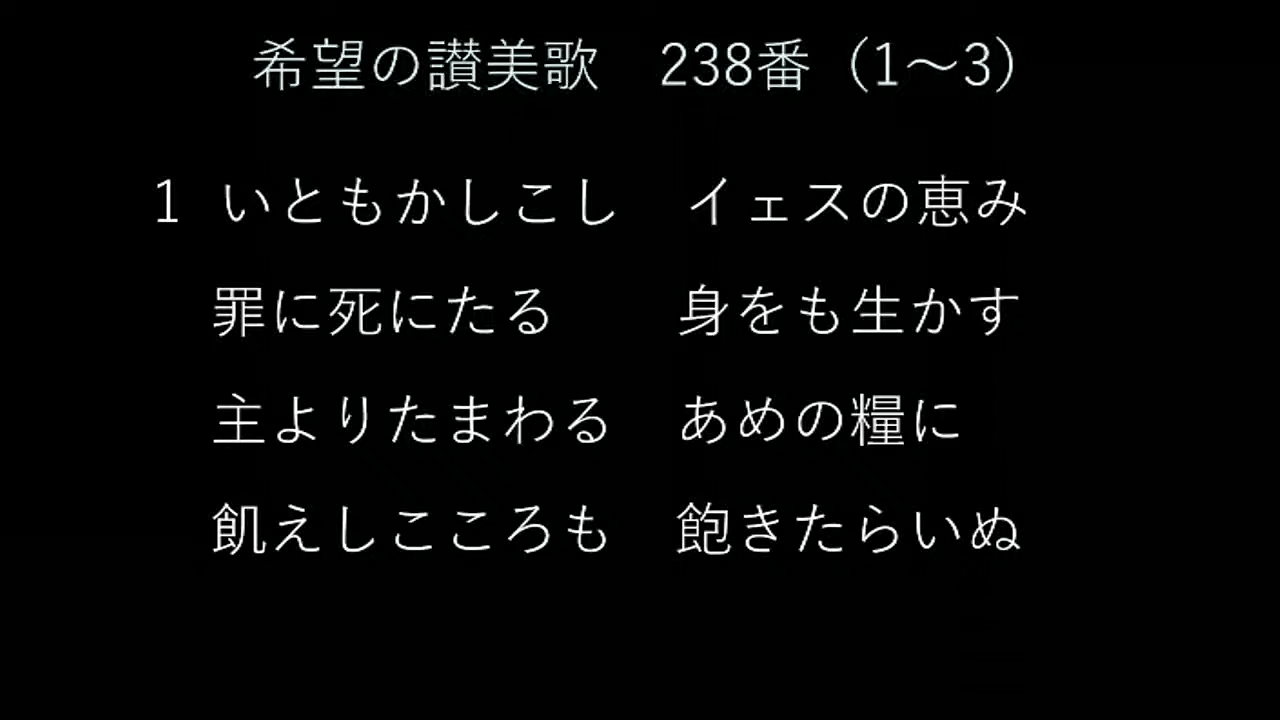 希望の讃美歌　238番（1～3）
1 いともかしこし　イェスの恵み
罪に死にたる　身をも生かす
主よりたまわる　あめの糧に
飢えしこころも　飽きたらいぬ